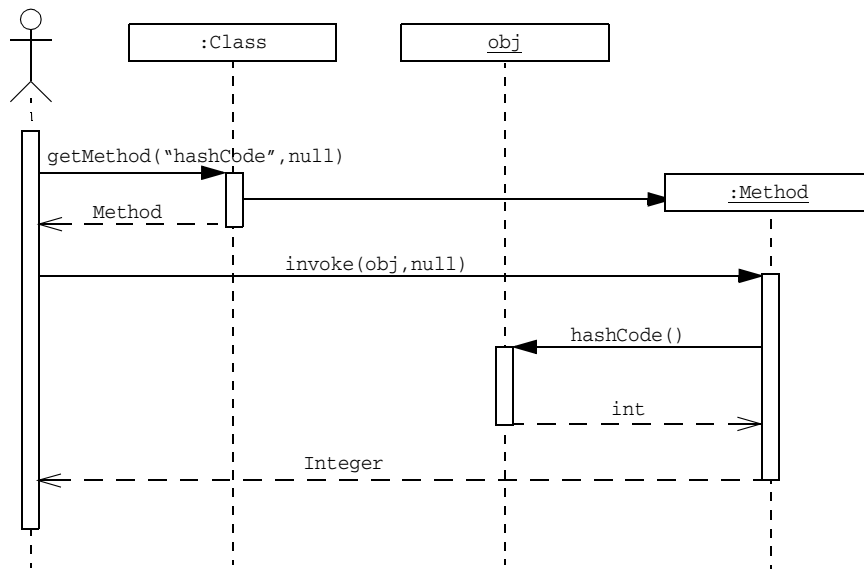 :Class
obj
getMethod(“hashCode”,null)
:Method
Method
invoke(obj,null)
hashCode()
int
Integer